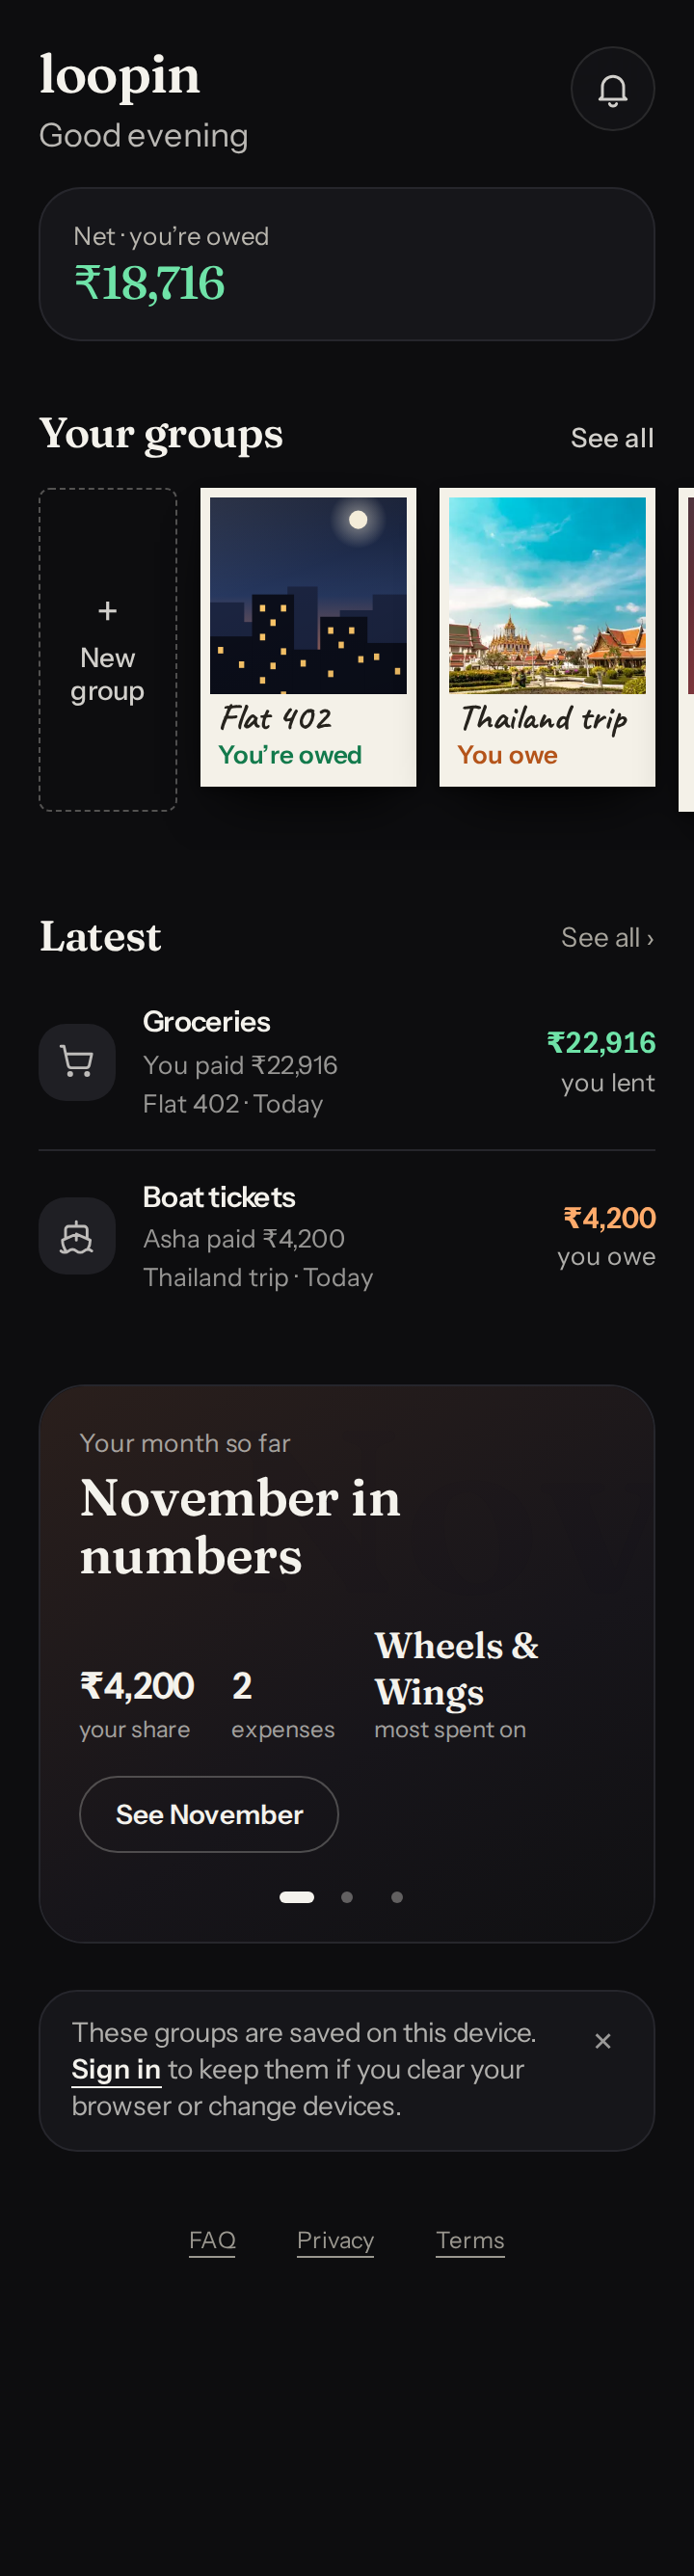 loopin
Good evening
Net · you’re owed
₹18,716
Your groups
See all
+
New
group
Flat 402
You’re owed
Thailand trip
You owe
Latest
See all ›
Groceries
You paid ₹22,916
Flat 402 · Today
₹22,916
you lent
Boat tickets
Asha paid ₹4,200
Thailand trip · Today
₹4,200
you owe
Your month so far
November in
numbers
₹4,200
your share
2
expenses
Wheels &
Wings
most spent on
See November
These groups are saved on this device.
Sign in to keep them if you clear your
browser or change devices.
×
FAQ
Privacy
Terms